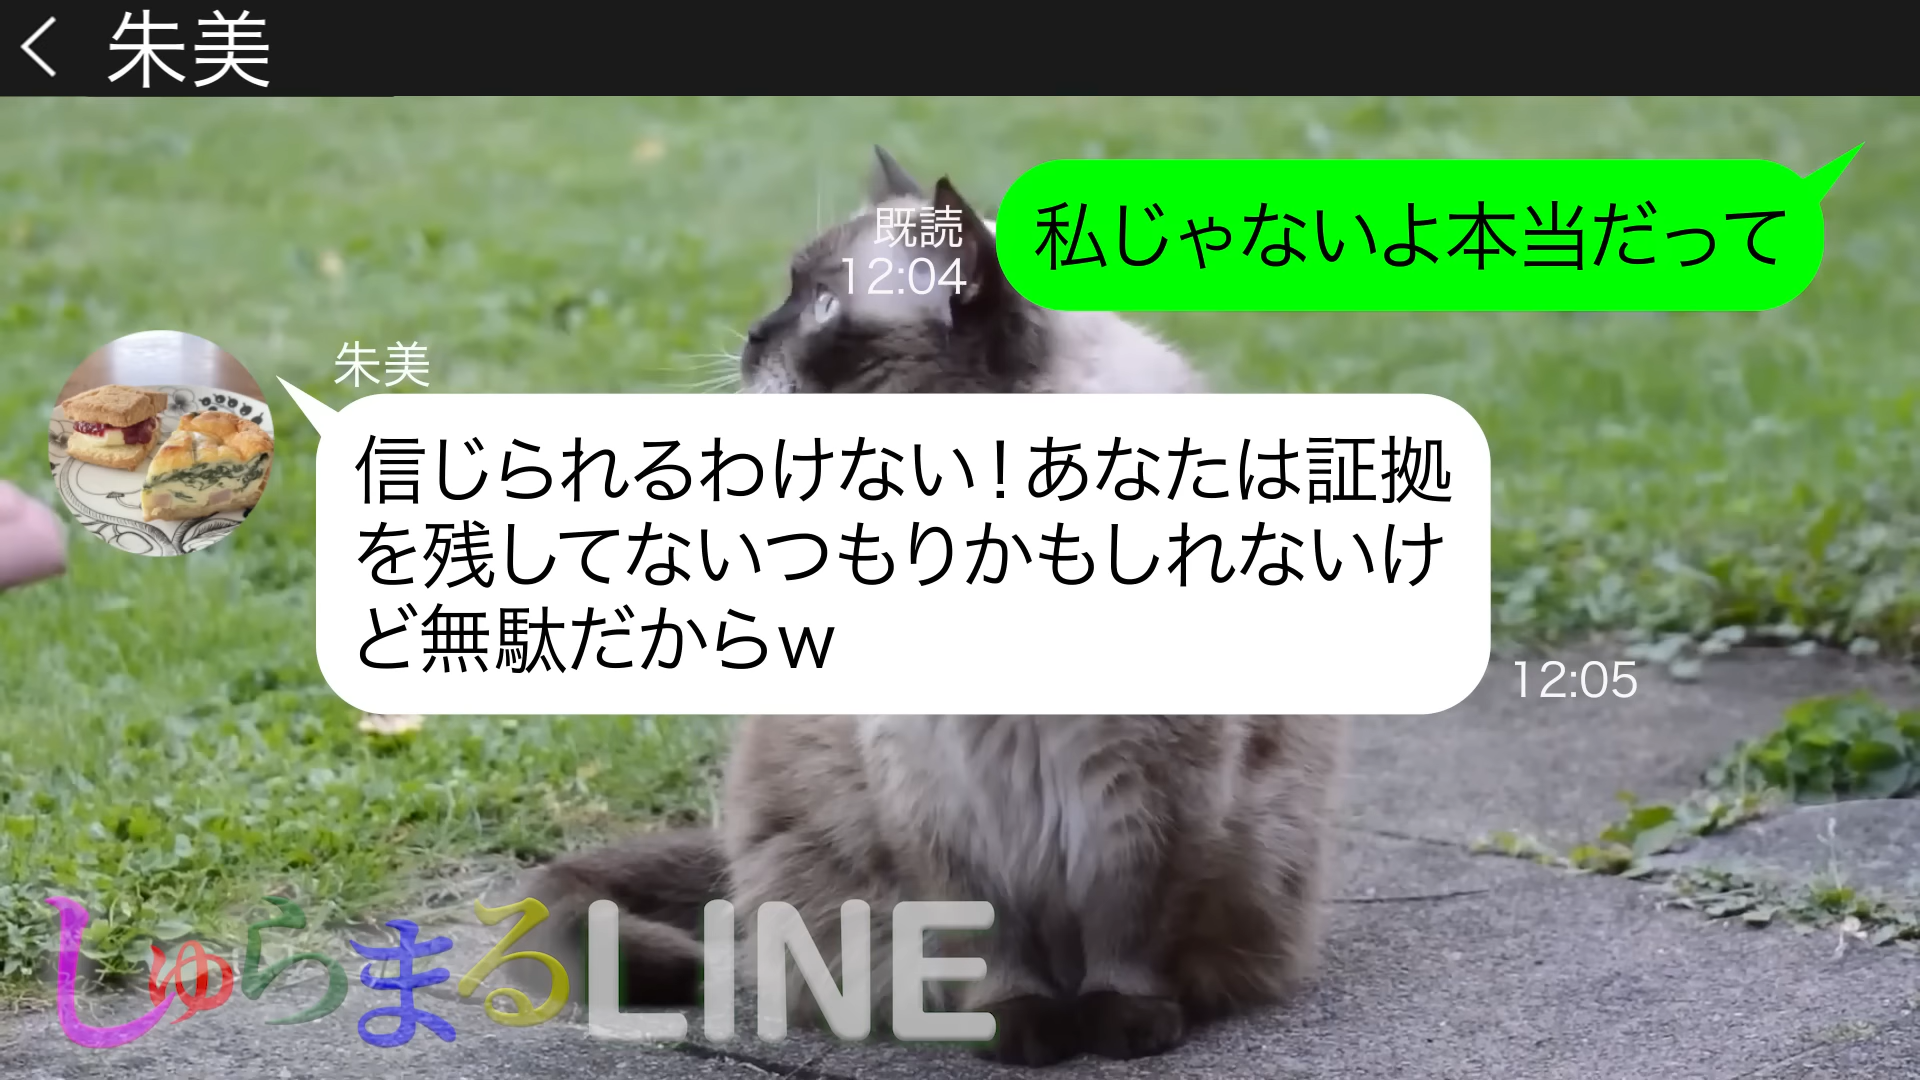 朱美
私じゃないよ本当だって
既読
12:04
朱美
信じられるわけない！あなたは証拠
を残してないつもりかもしれないけ
ど無駄だからw
12:05
しゅらまるLINE